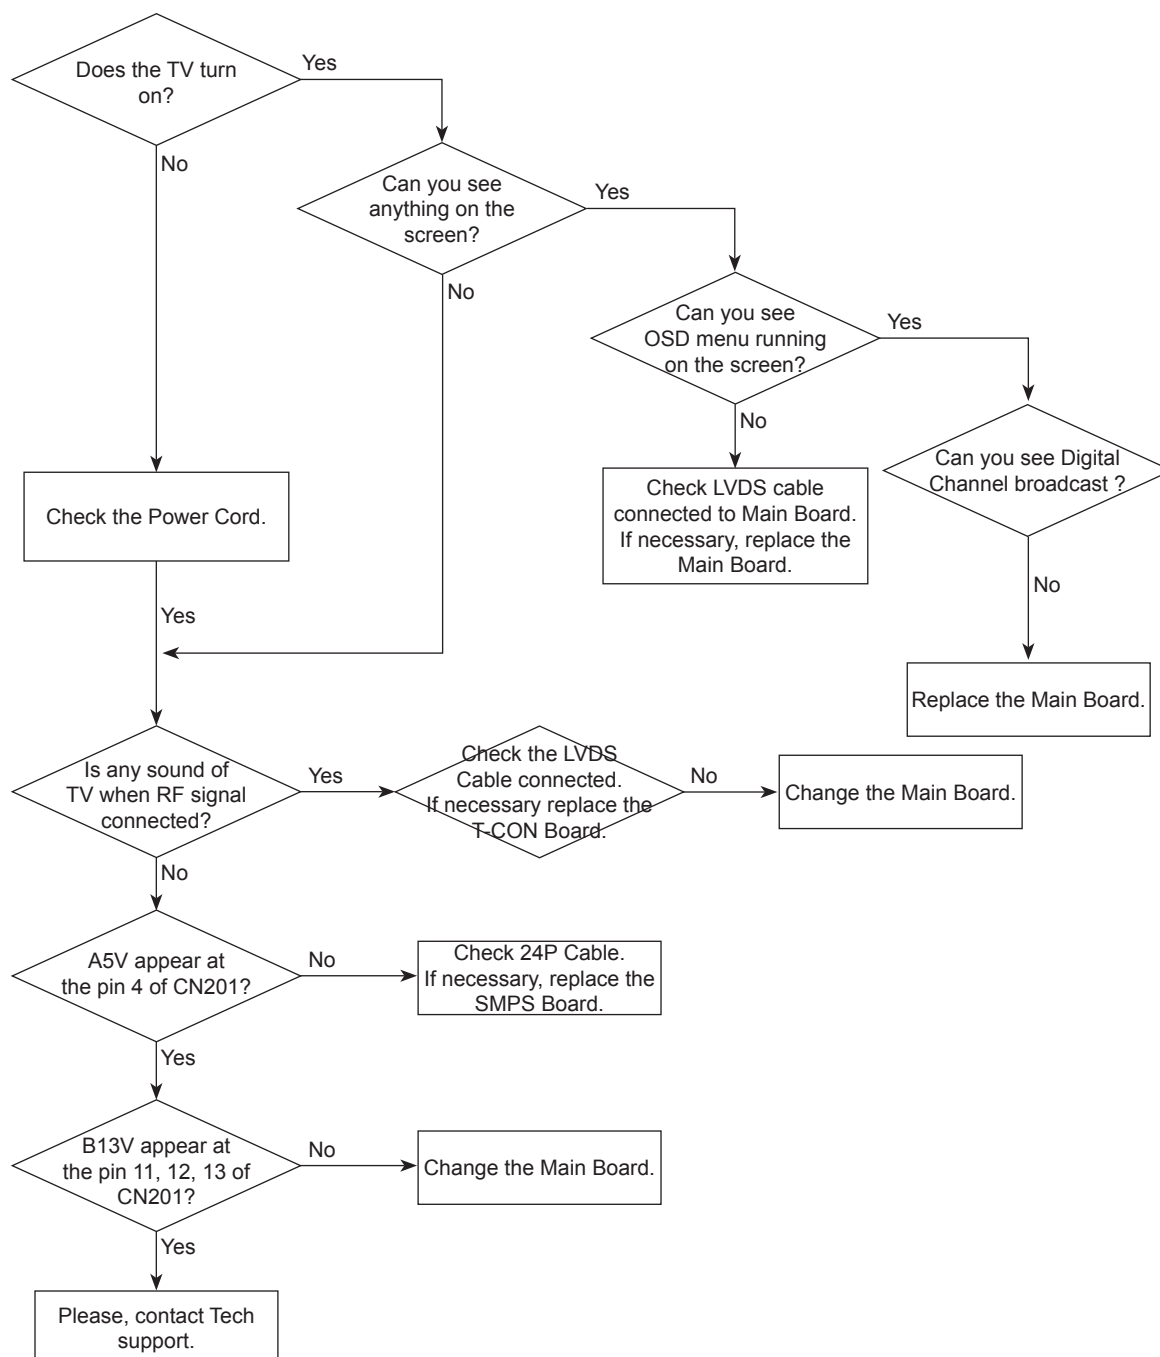 Does the TV turn
on?
Yes
No
Can you see
anything on the
screen?
Yes
No
Can you see
OSD menu running
on the screen?
Yes
No
Can you see Digital
Channel broadcast ?
No
Check the Power Cord.
Yes
Check LVDS cable
connected to Main Board.
If necessary, replace the
Main Board.
Replace the Main Board.
Is any sound of
TV when RF signal
connected?
Yes
No
Check the LVDS
Cable connected.
If necessary replace the
T-CON Board.
No
Change the Main Board.
A5V appear at
the pin 4 of CN201?
No
Yes
Check 24P Cable.
If necessary, replace the
SMPS Board.
B13V appear at
the pin 11, 12, 13 of
CN201?
No
Yes
Change the Main Board.
Please, contact Tech
support.